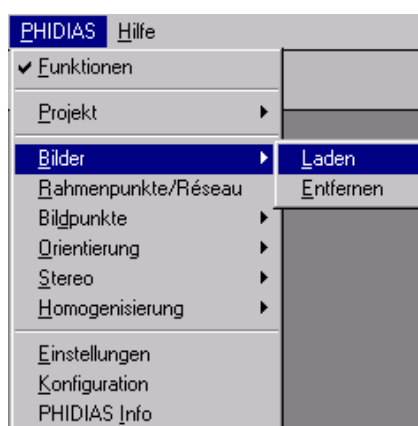 PHIDIAS Hilfe
Funktionen
Projekt
Bilder Laden
Rahmenpunkte/Réseau Entfernen
Bildpunkte
Orientierung
Stereo
Homogenisierung
Einstellungen
Konfiguration
PHIDIAS Info